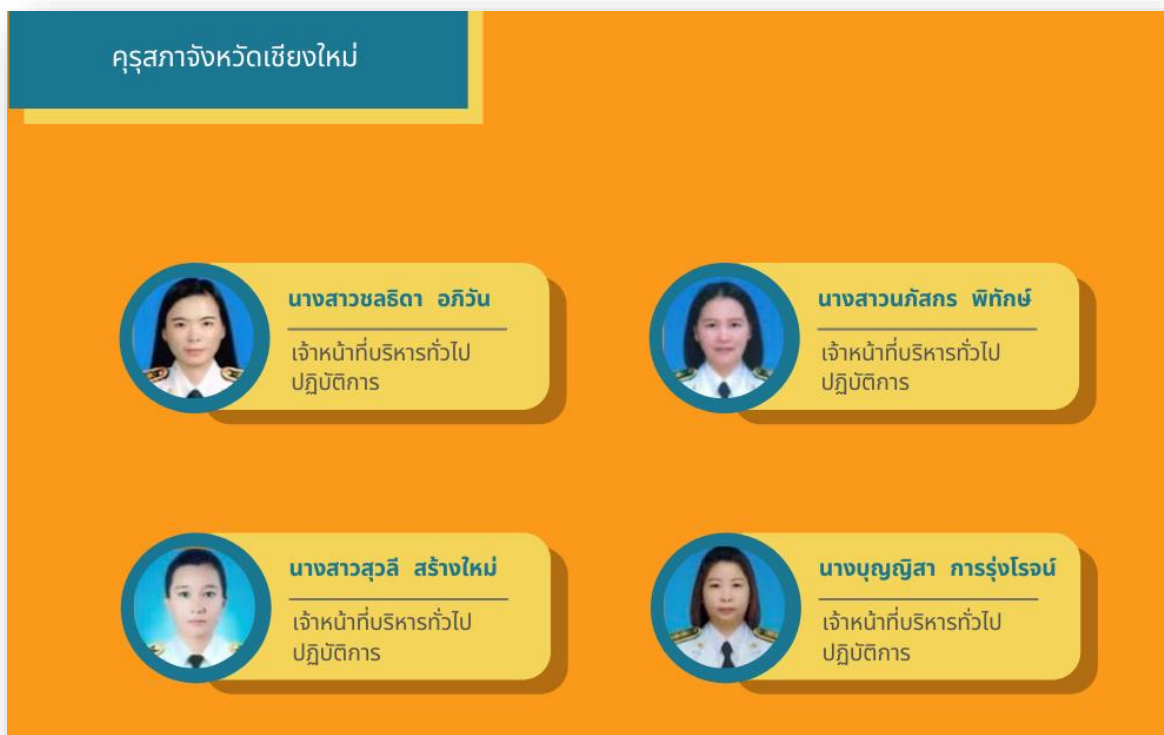 คุรุสภาจังหวัดเชียงใหม่
นางสาวชลธิดา อภิวัน
เจ้าหน้าที่บริหารทั่วไป
ปฏิบัติการ
นางสาวนภัสกร พิทักษ์
เจ้าหน้าที่บริหารทั่วไป
ปฏิบัติการ
นางสาวสุวลี สร้างใหม่
เจ้าหน้าที่บริหารทั่วไป
ปฏิบัติการ
นางบุญญิสา การรุ่งโรจน์
เจ้าหน้าที่บริหารทั่วไป
ปฏิบัติการ